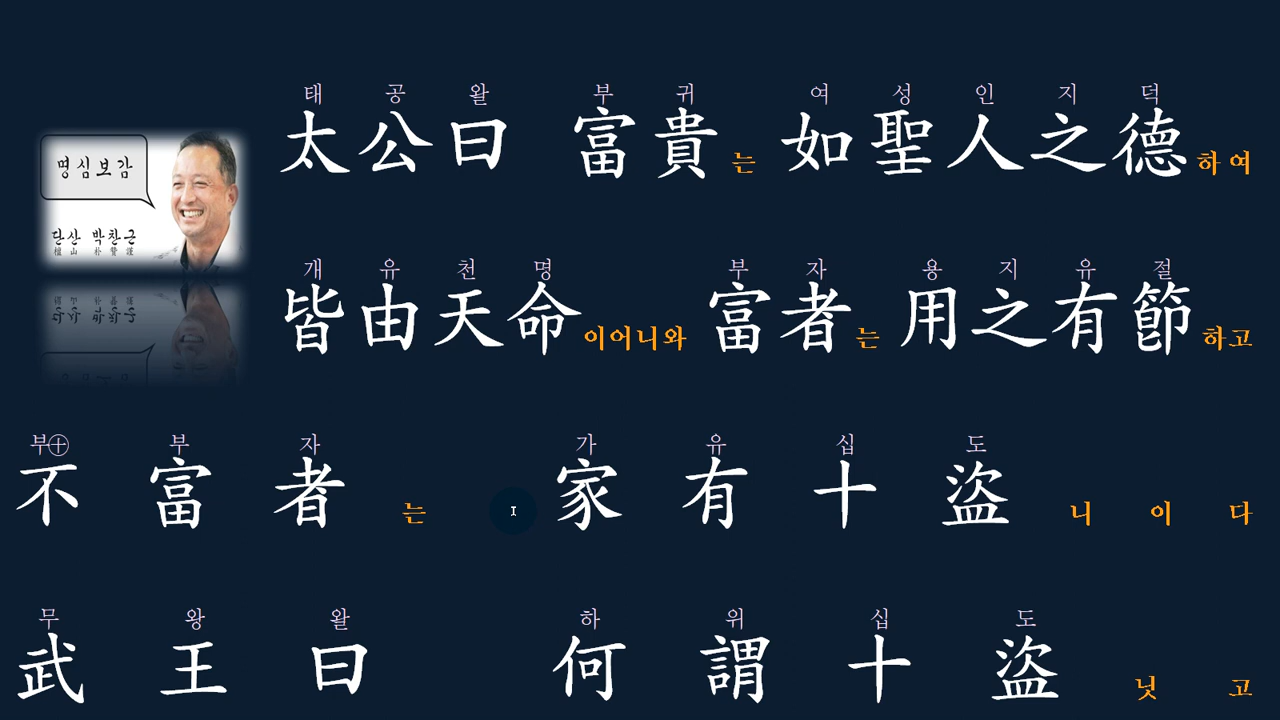 명심보감
단산 박찬근
태 공 왈 부 귀 여 성 인 지 덕
太公曰 富貴는 如聖人之德하여
개 유 천 명 부 자 용 지 유 절
皆由天命이어니와 富者는 用之有節하고
부㊉ 부 자 가 유 십 도
不富者는 家有十盜니이다
무 왕 왈 하 위 십 도
武王曰 何謂十盜닛고